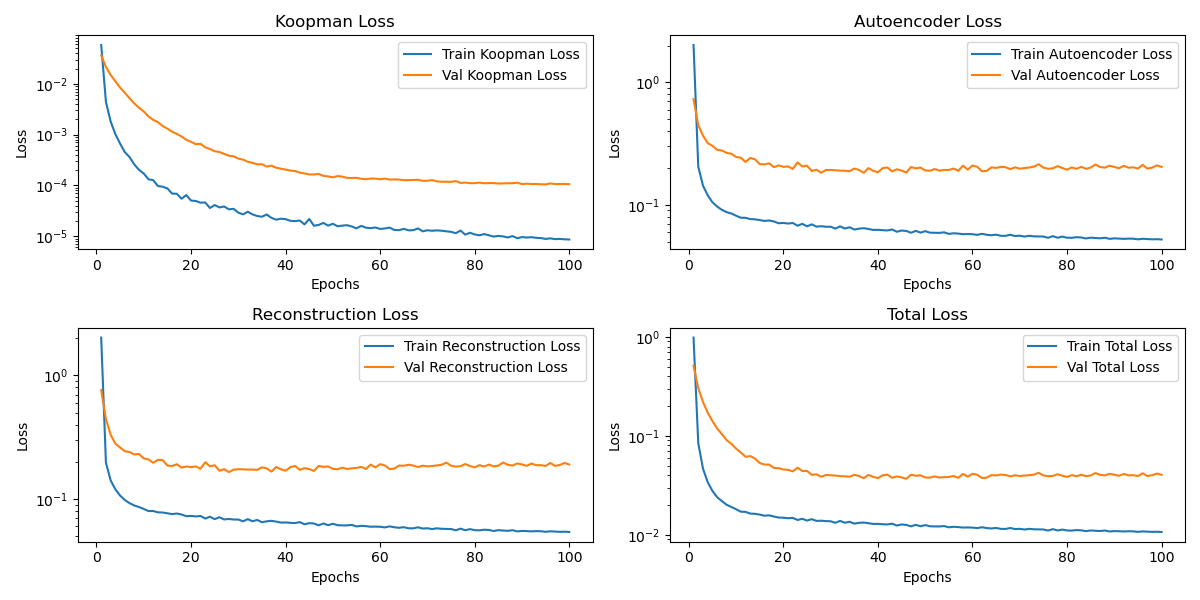 Koopman Loss
Train Koopman Loss
Val Koopman Loss
Loss
10⁻²
10⁻³
10⁻⁴
10⁻⁵
0 20 40 60 80 100
Epochs
Autoencoder Loss
Train Autoencoder Loss
Val Autoencoder Loss
Loss
10⁰
10⁻¹
0 20 40 60 80 100
Epochs
Reconstruction Loss
Train Reconstruction Loss
Val Reconstruction Loss
Loss
10⁰
10⁻¹
0 20 40 60 80 100
Epochs
Total Loss
Train Total Loss
Val Total Loss
Loss
10⁰
10⁻¹
10⁻²
0 20 40 60 80 100
Epochs